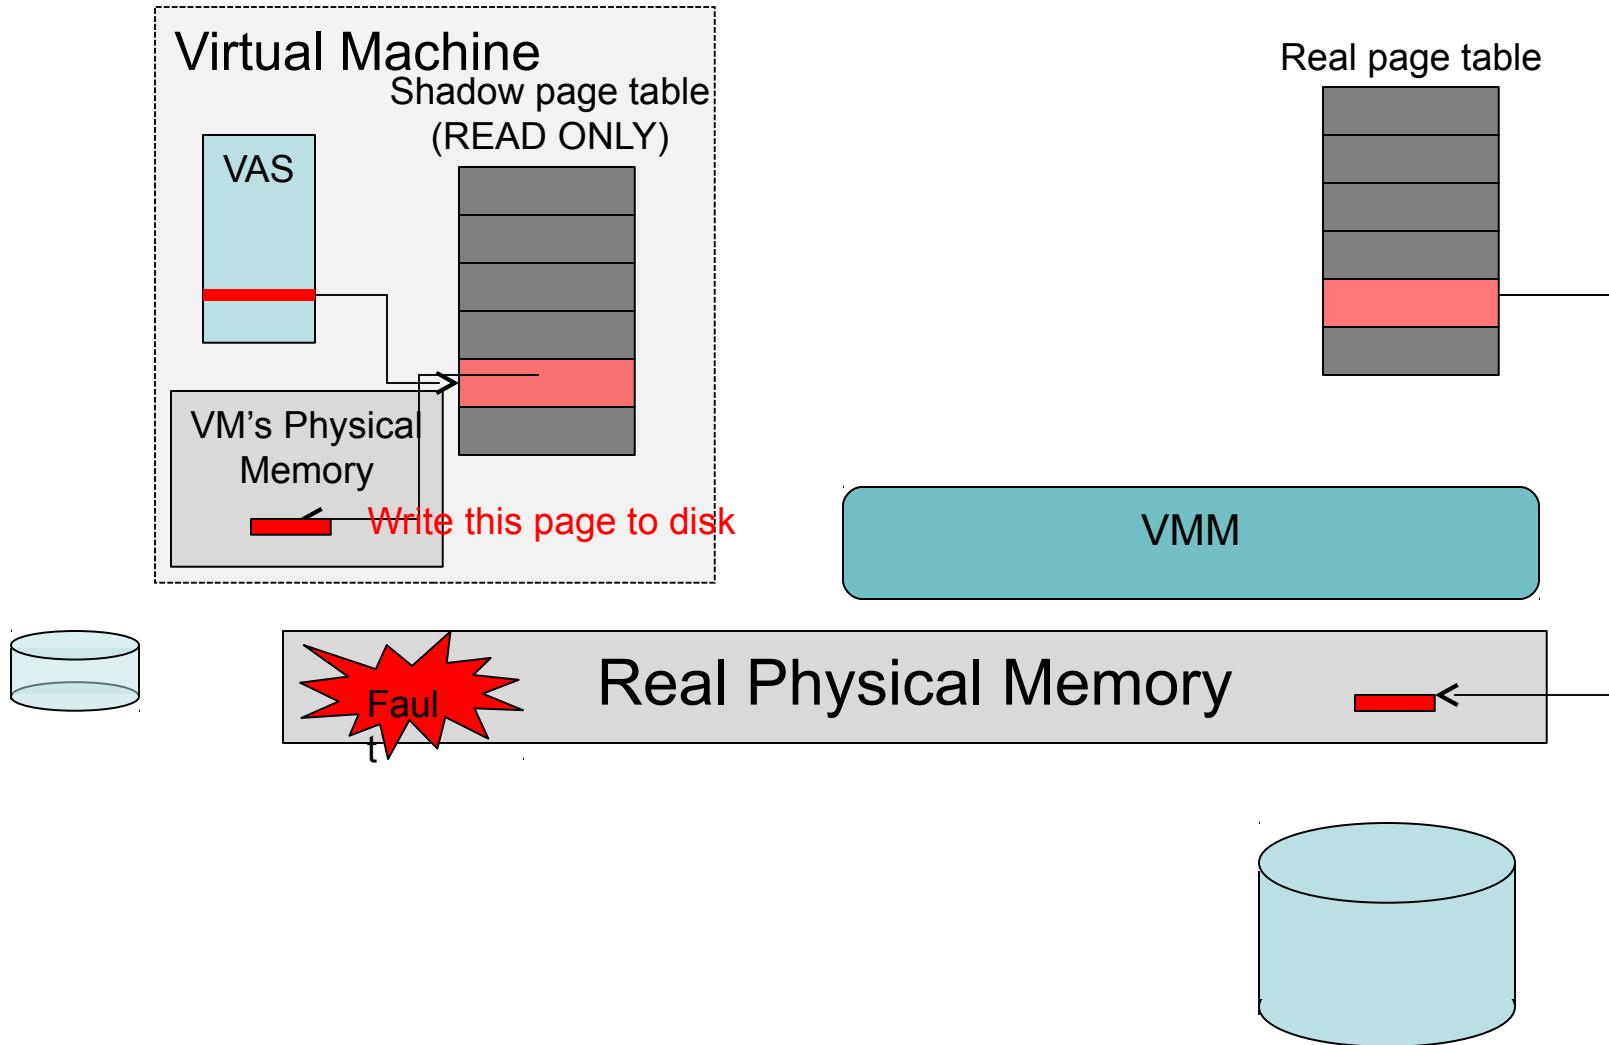 Virtual Machine
Shadow page table
(READ ONLY)
VAS
VM’s Physical
Memory
Write this page to disk
Real page table
VMM
Real Physical Memory
Faul
t